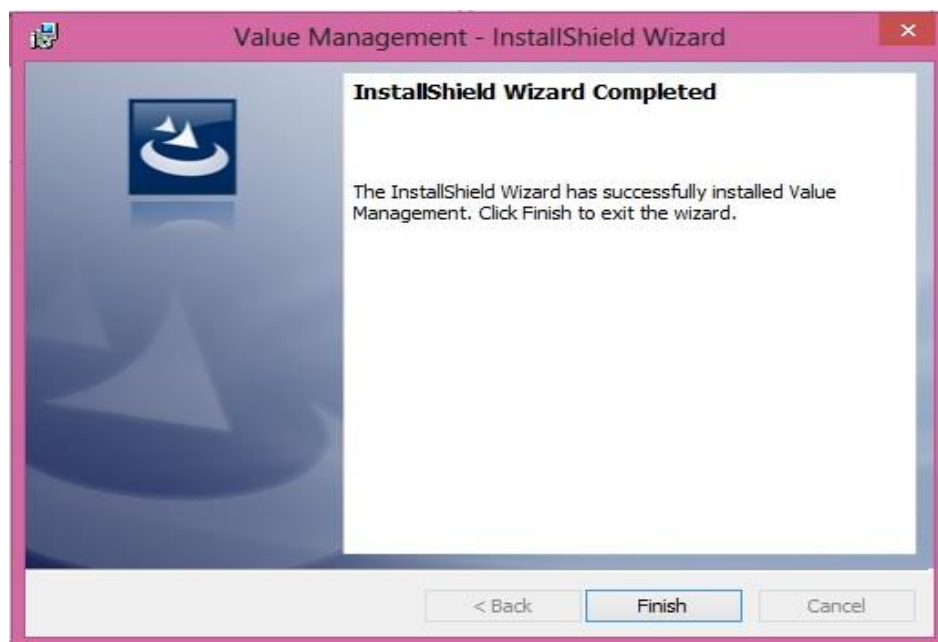 Value Management - InstallShield Wizard
InstallShield Wizard Completed
The InstallShield Wizard has successfully installed Value
Management. Click Finish to exit the wizard.
< Back Finish Cancel